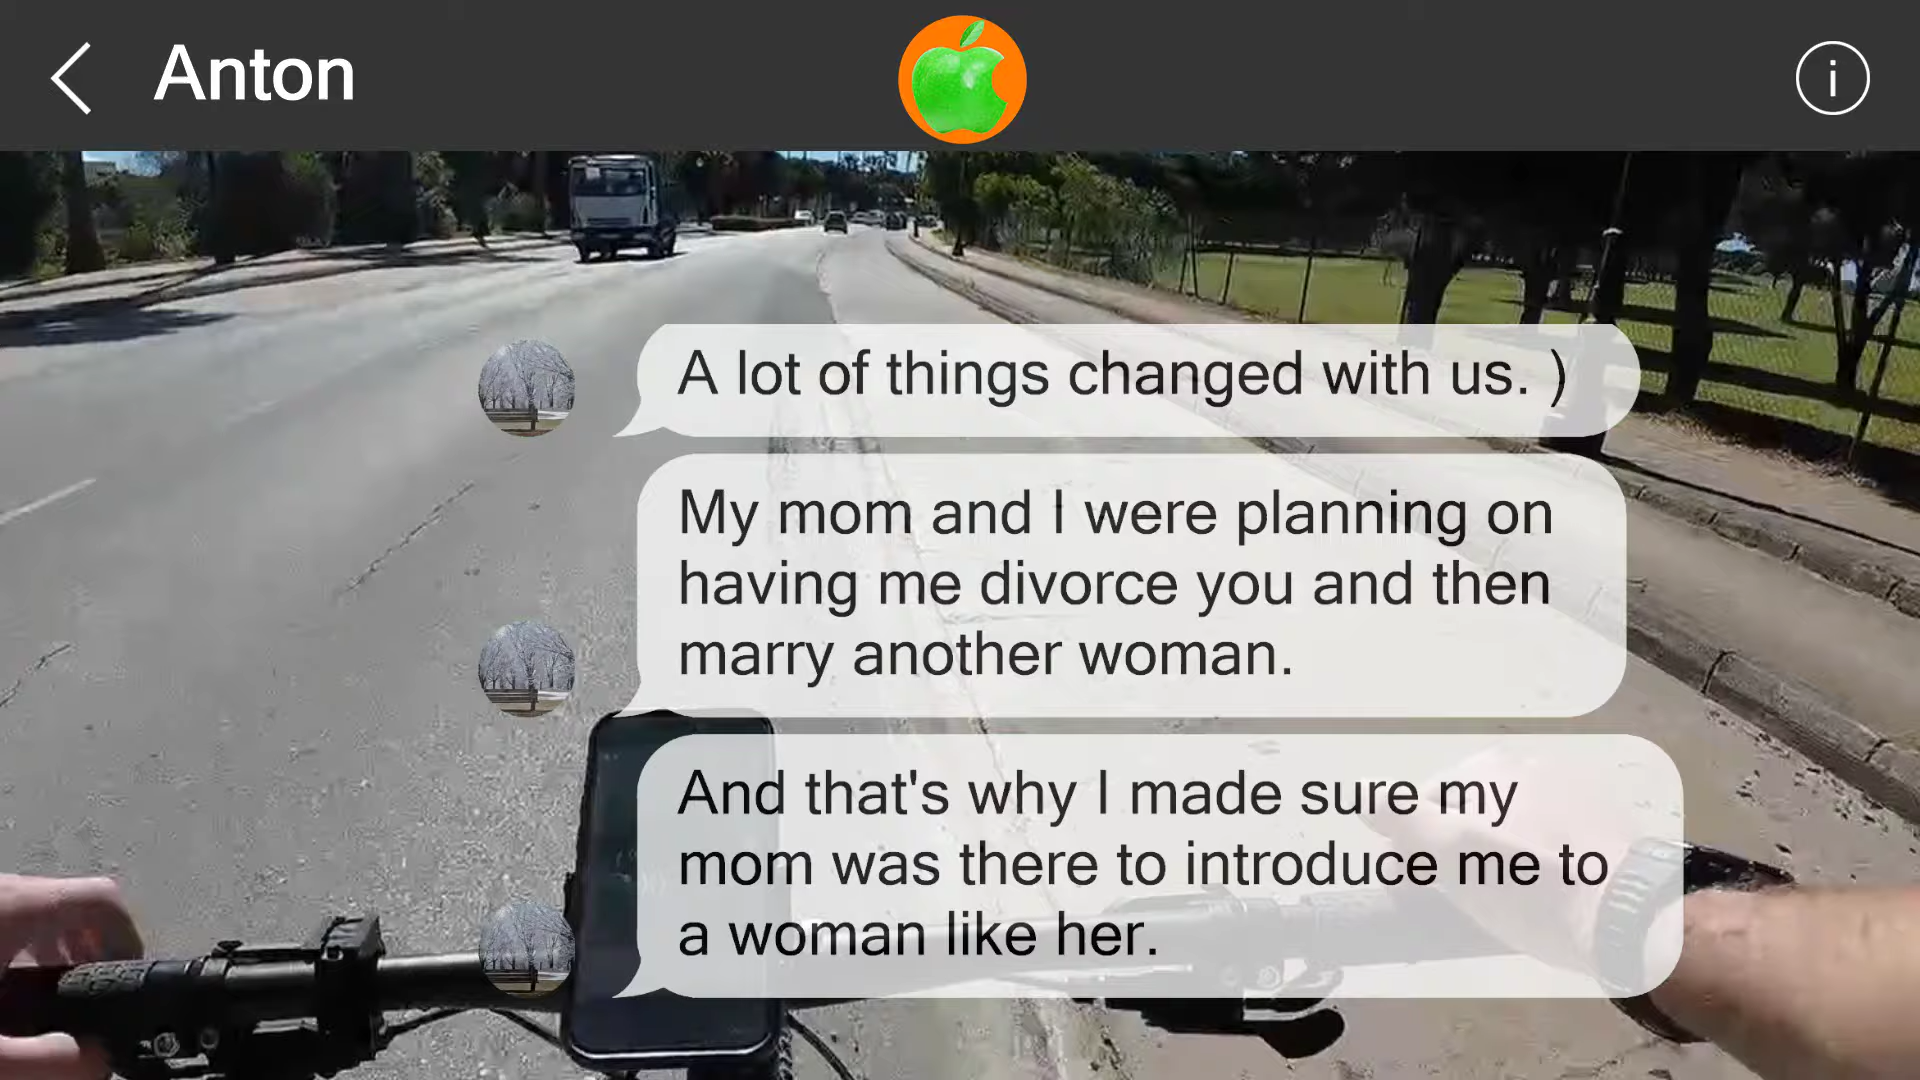 Anton
i
A lot of things changed with us. )
My mom and I were planning on
having me divorce you and then
marry another woman.
And that's why I made sure my
mom was there to introduce me to
a woman like her.